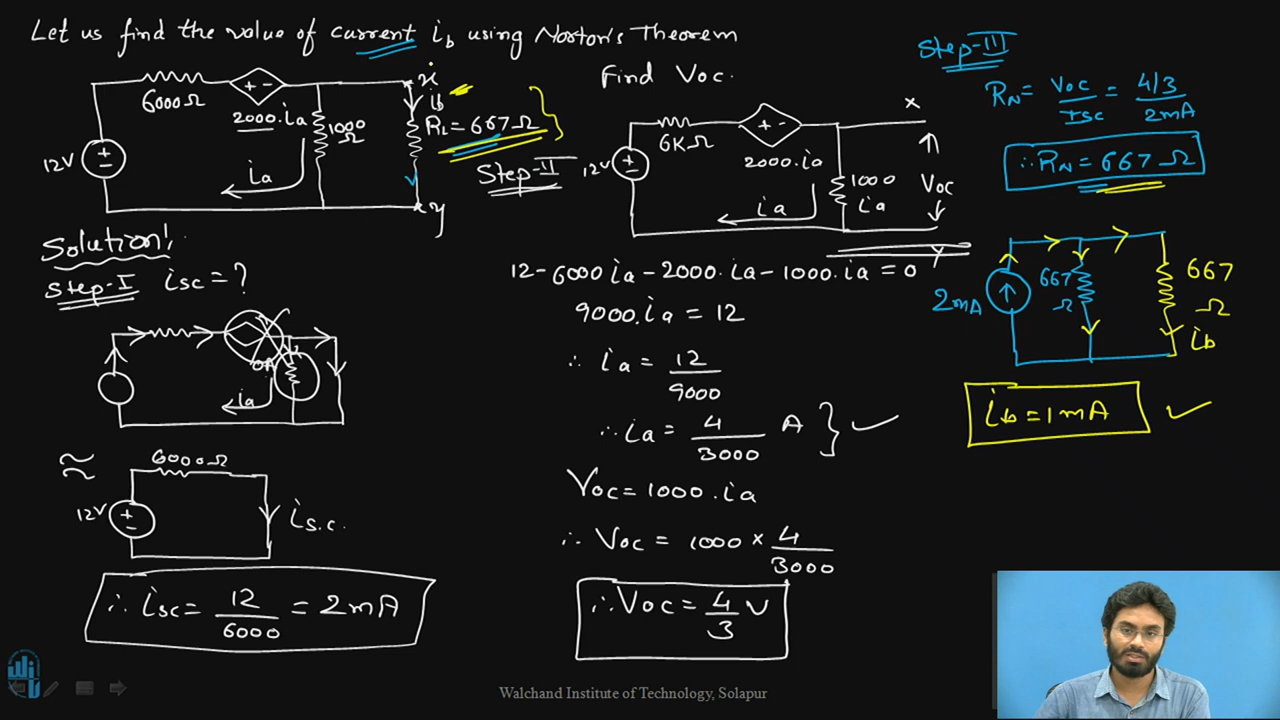 Let us find the value of current ib using Norton's Theorem
6000Ω
+ -
2000.ia
12V
+
-
ia
1000
Ω
x
ib
RL = 667Ω
y
Solution:
Step-I isc = ?
0A
ia
≈
6000Ω
12V
+
-
is.c.
∴ isc = 12/6000 = 2mA
Find Voc.
Step-II
12V
+
-
6KΩ
+ -
2000.ia
ia
1000
ia
x
Voc
y
12-6000ia-2000.ia-1000.ia = 0
9000.ia = 12
∴ ia = 12/9000
∴ ia = 4/3000 A
Voc = 1000.ia
∴ Voc = 1000 × 4/3000
∴ Voc = 4/3 V
Step-III
RN = Voc/Isc = 4/3/2mA
∴ RN = 667 Ω
2mA
667
Ω
667
Ω
ib
ib = 1mA
Walchand Institute of Technology, Solapur